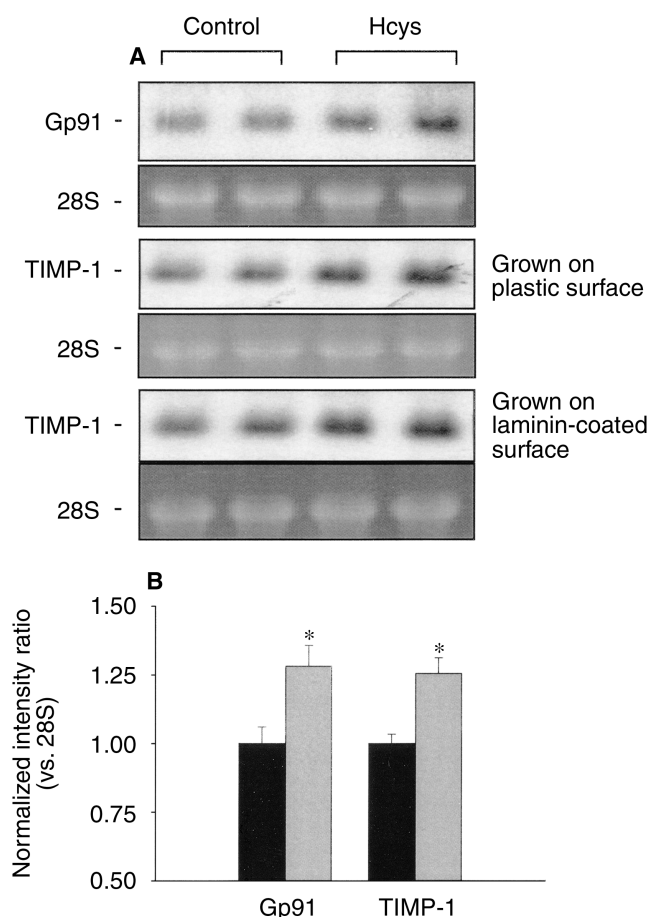 Control Hcys
A
Gp91 -
28S -
TIMP-1 -
Grown on
plastic surface
28S -
TIMP-1 -
Grown on
laminin-coated
surface
28S -
B
1.50
1.25
1.00
0.75
0.50
Normalized intensity ratio
(vs. 28S)
* *
Gp91 TIMP-1